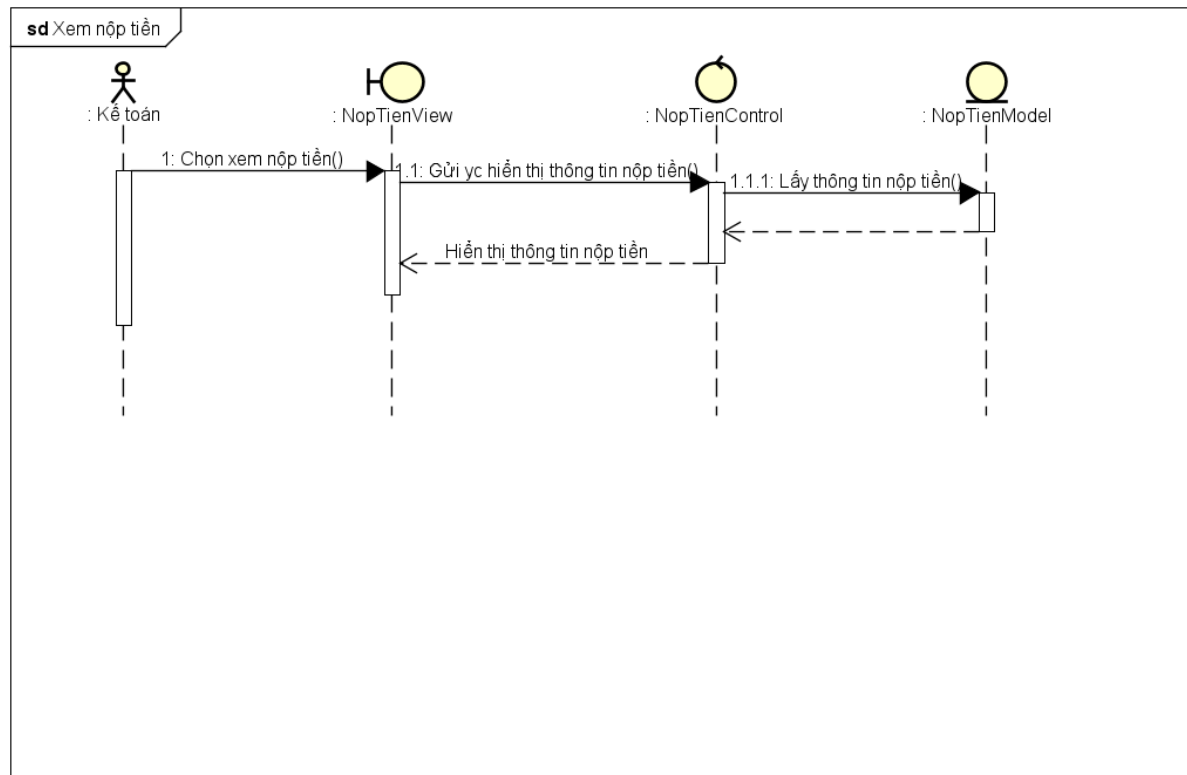 sd Xem nộp tiền
: Kế toán
: NopTienView
: NopTienControl
: NopTienModel
1: Chọn xem nộp tiền()
1.1: Gửi yc hiển thị thông tin nộp tiền()
1.1.1: Lấy thông tin nộp tiền()
Hiển thị thông tin nộp tiền